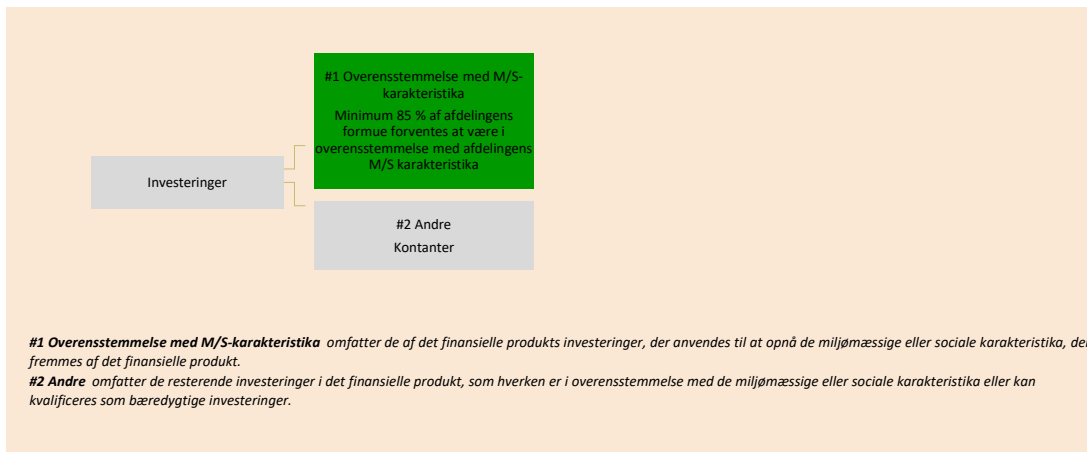 #1 Overensstemmelse med M/S-
karakteristika
Minimum 85 % af afdelingens
formue forventes at være i
overensstemmelse med afdelingens
M/S karakteristika
Investeringer
#2 Andre
Kontanter
#1 Overensstemmelse med M/S-karakteristika omfatter de af det finansielle produkts investeringer, der anvendes til at opnå de miljømæssige eller sociale karakteristika, de
fremmes af det finansielle produkt.
#2 Andre omfatter de resterende investeringer i det finansielle produkt, som hverken er i overensstemmelse med de miljømæssige eller sociale karakteristika eller kan
kvalificeres som bæredygtige investeringer.